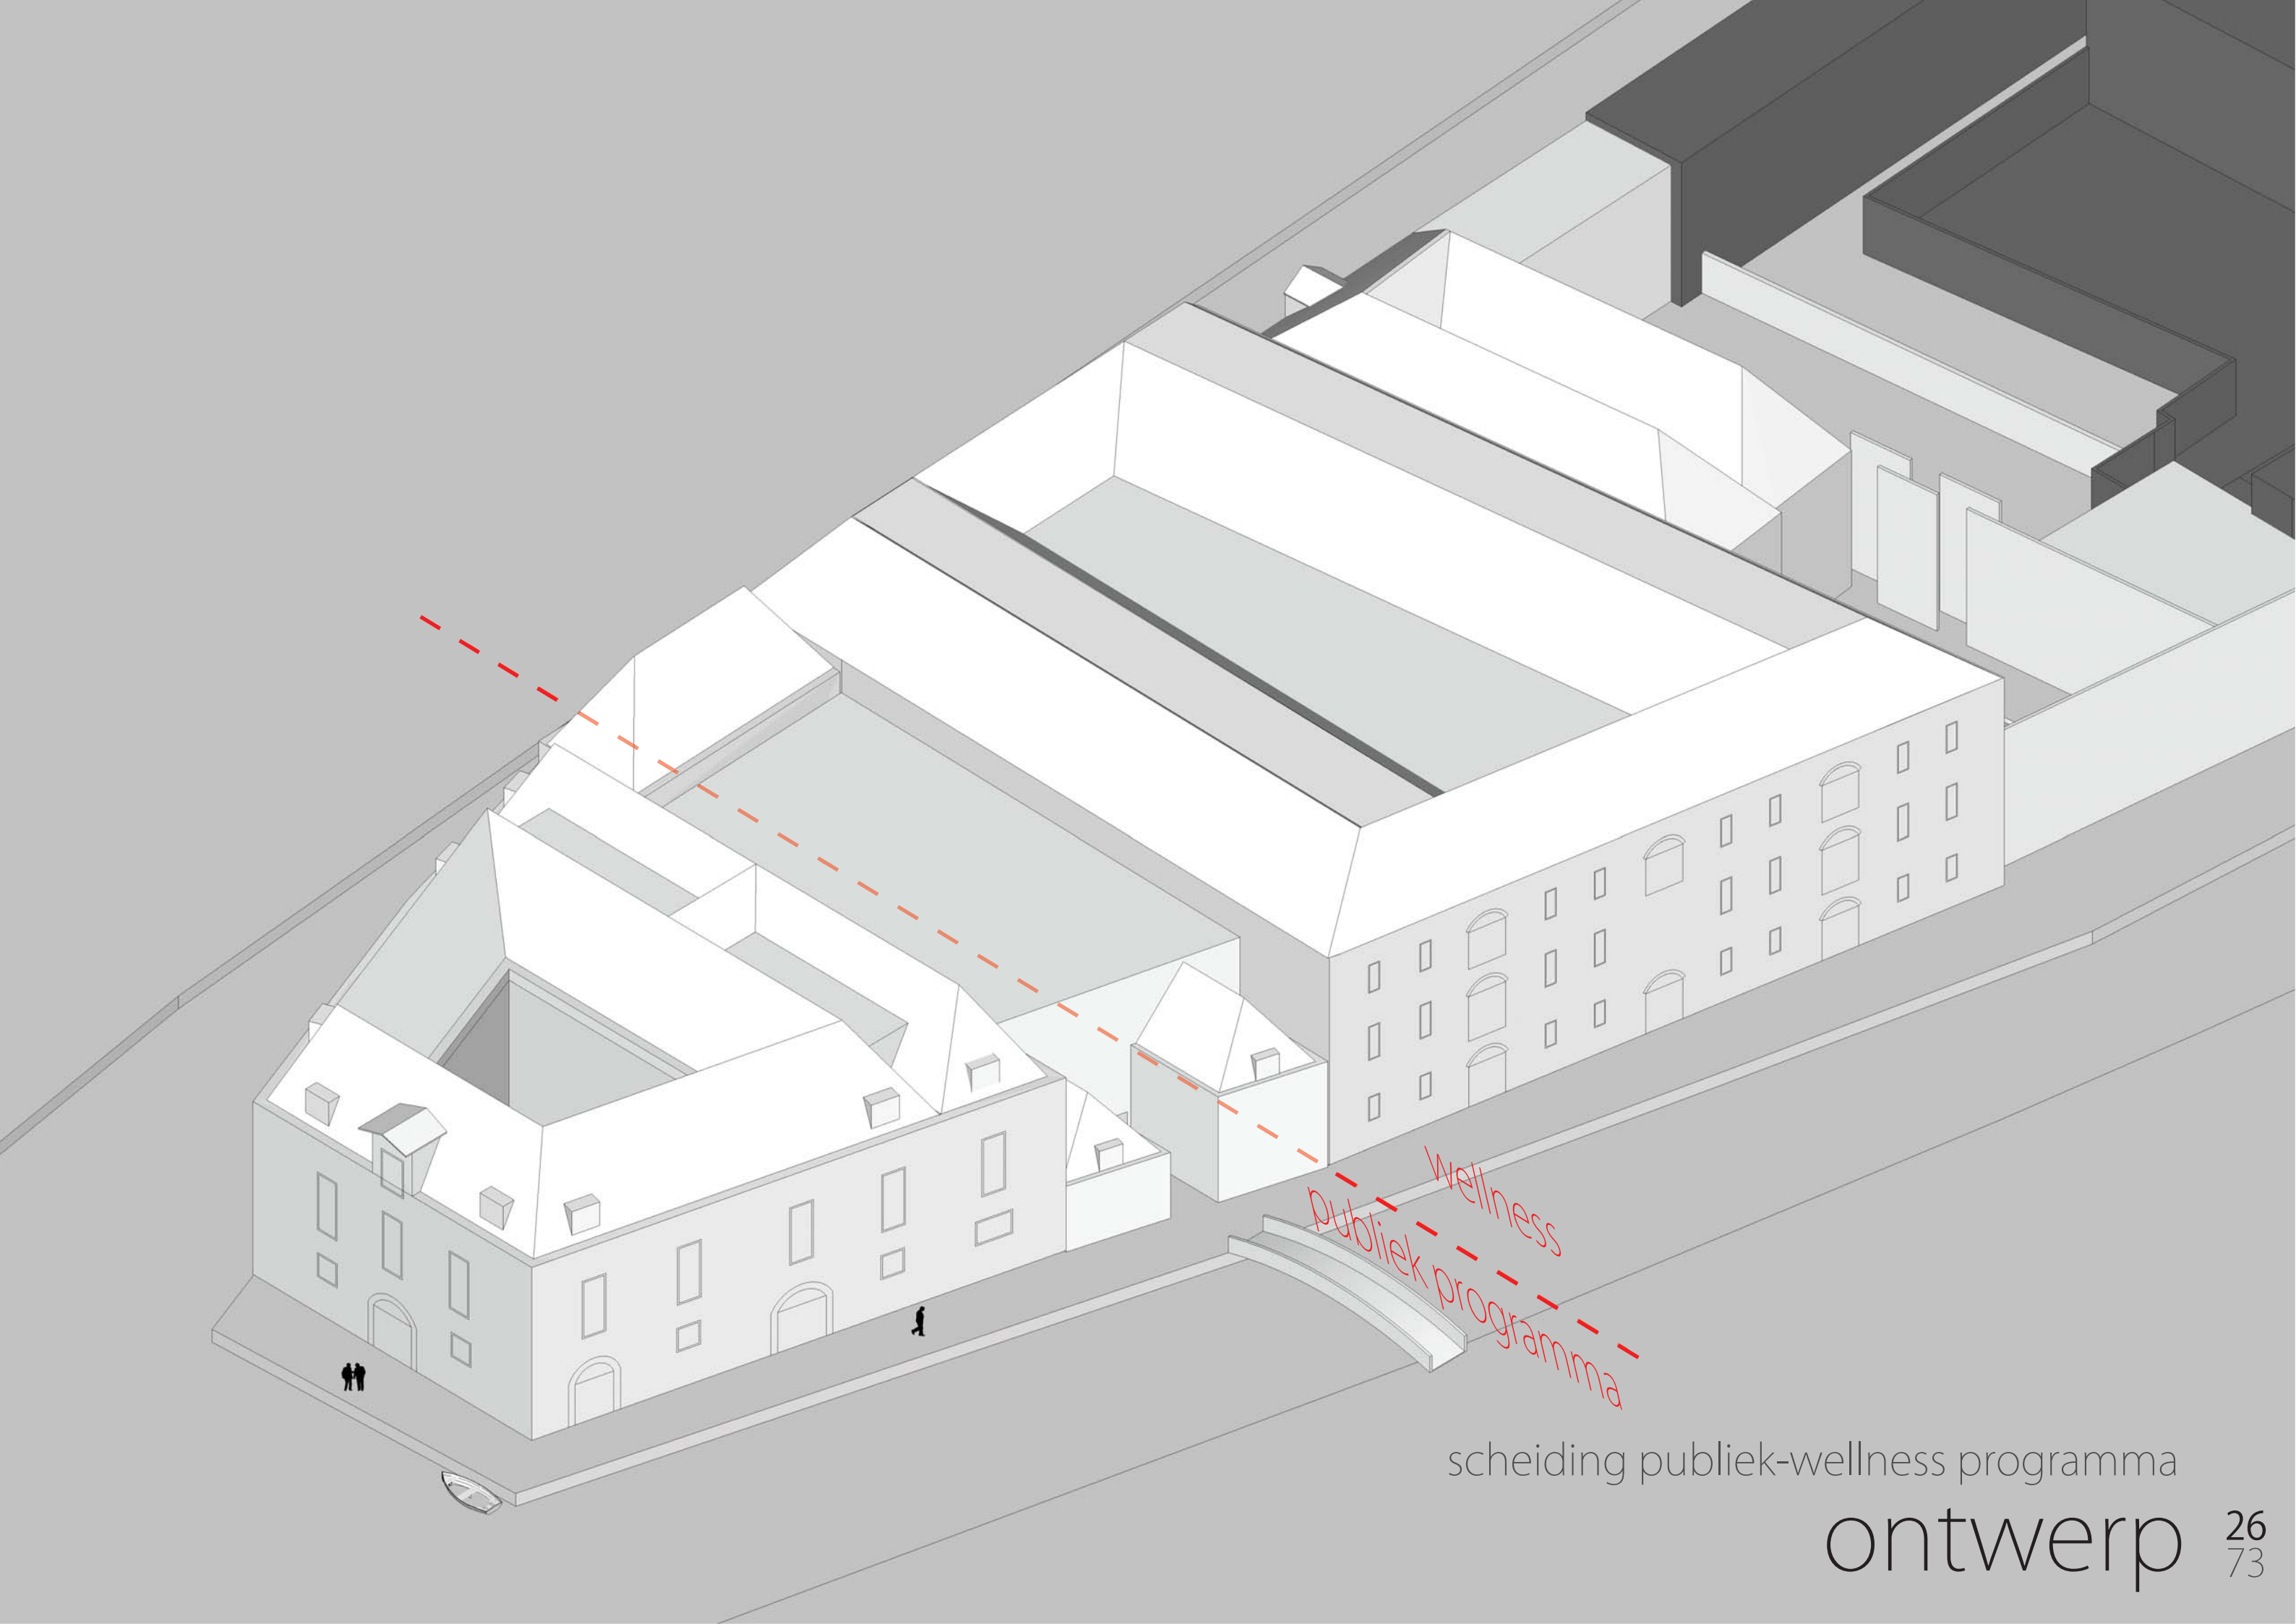 wellness
publiek programma
scheiding publiek-wellness programma
ontwerp
26
73